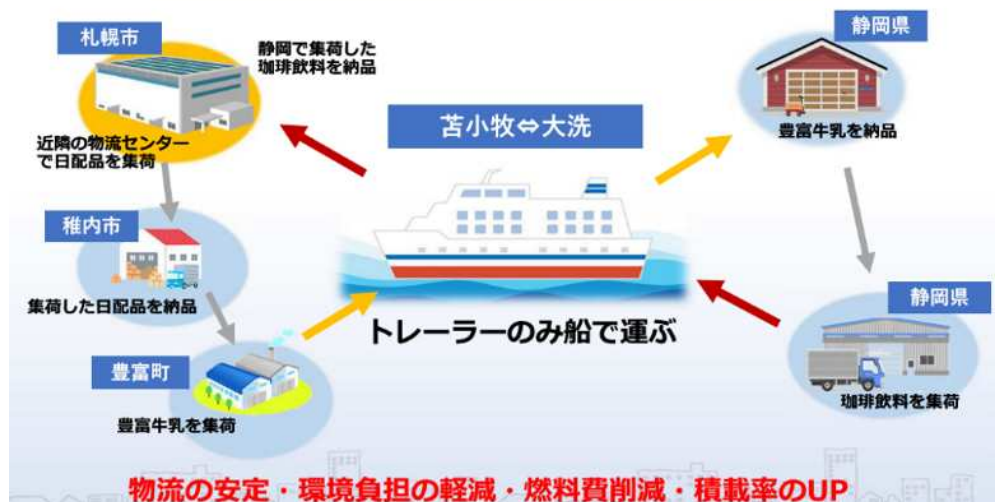 札幌市
静岡で集荷した
珈琲飲料を納品
近隣の物流センター
で日配品を集荷
稚内市
集荷した日配品を納品
豊富町
豊富牛乳を集荷
苫小牧⇔大洗
トレーラーのみ船で運ぶ
静岡県
豊富牛乳を納品
静岡県
珈琲飲料を集荷
物流の安定・環境負担の軽減・燃料費削減・積載率のUP